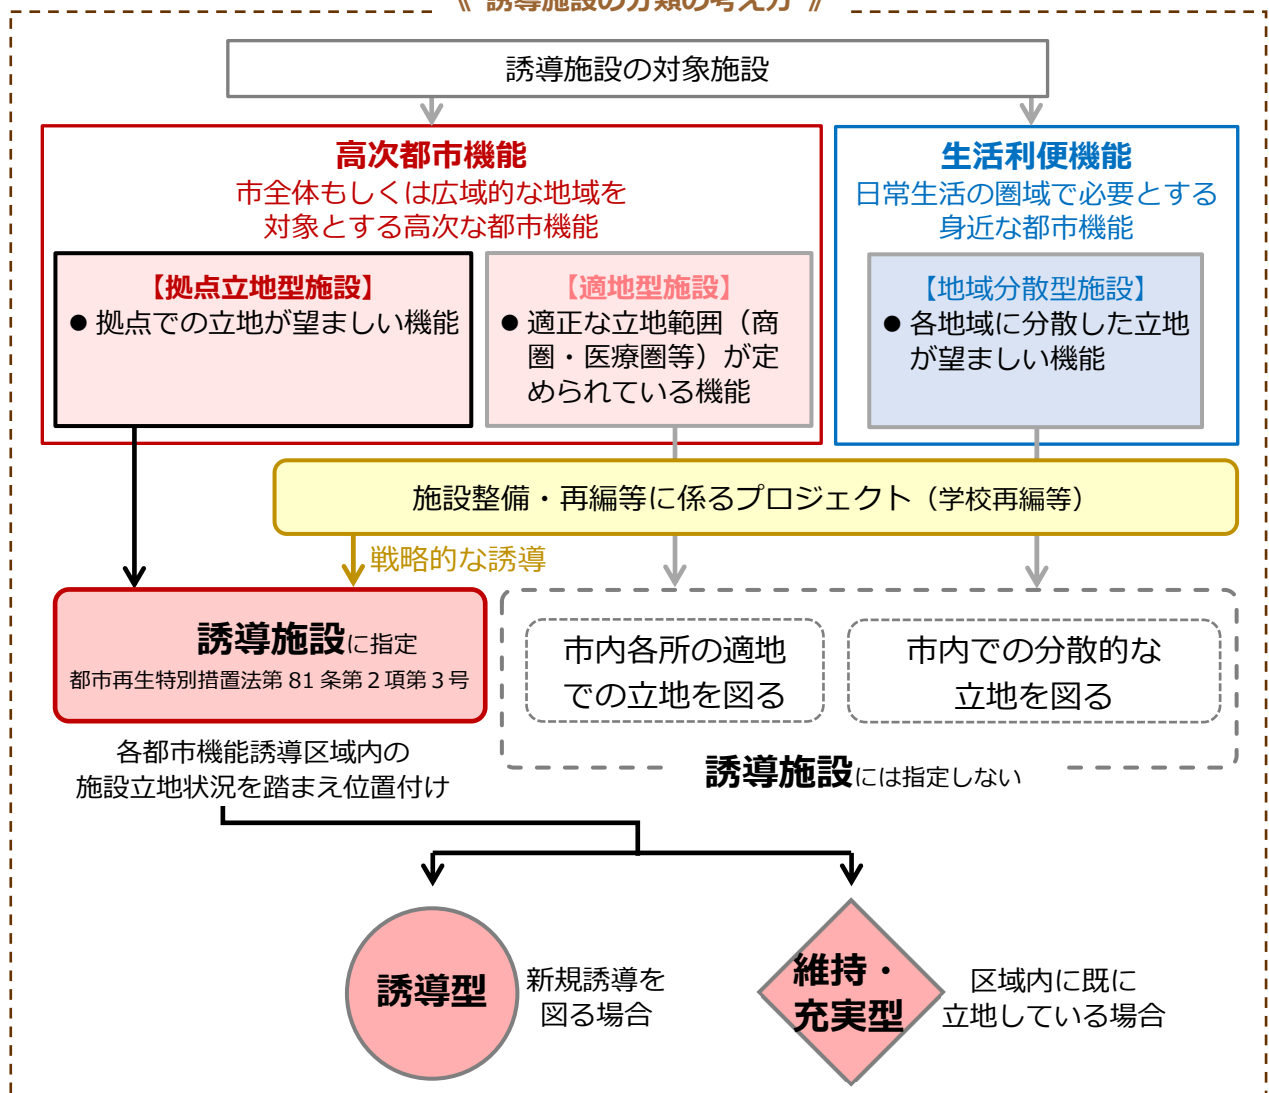 《 誘導施設の分類の考え方 》
誘導施設の対象施設
高次都市機能
市全体もしくは広域的な地域を
対象とする高次な都市機能
【拠点立地型施設】
● 拠点での立地が望ましい機能
【適地型施設】
● 適正な立地範囲（商
圏・医療圏等）が定
められている機能
生活利便機能
日常生活の圏域で必要とする
身近な都市機能
【地域分散型施設】
● 各地域に分散した立地
が望ましい機能
施設整備・再編等に係るプロジェクト（学校再編等）
戦略的な誘導
誘導施設に指定
都市再生特別措置法第 81 条第２項第３号
市内各所の適地
での立地を図る
市内での分散的な
立地を図る
誘導施設には指定しない
各都市機能誘導区域内の
施設立地状況を踏まえ位置付け
誘導型
新規誘導を
図る場合
維持・
充実型
区域内に既に
立地している場合